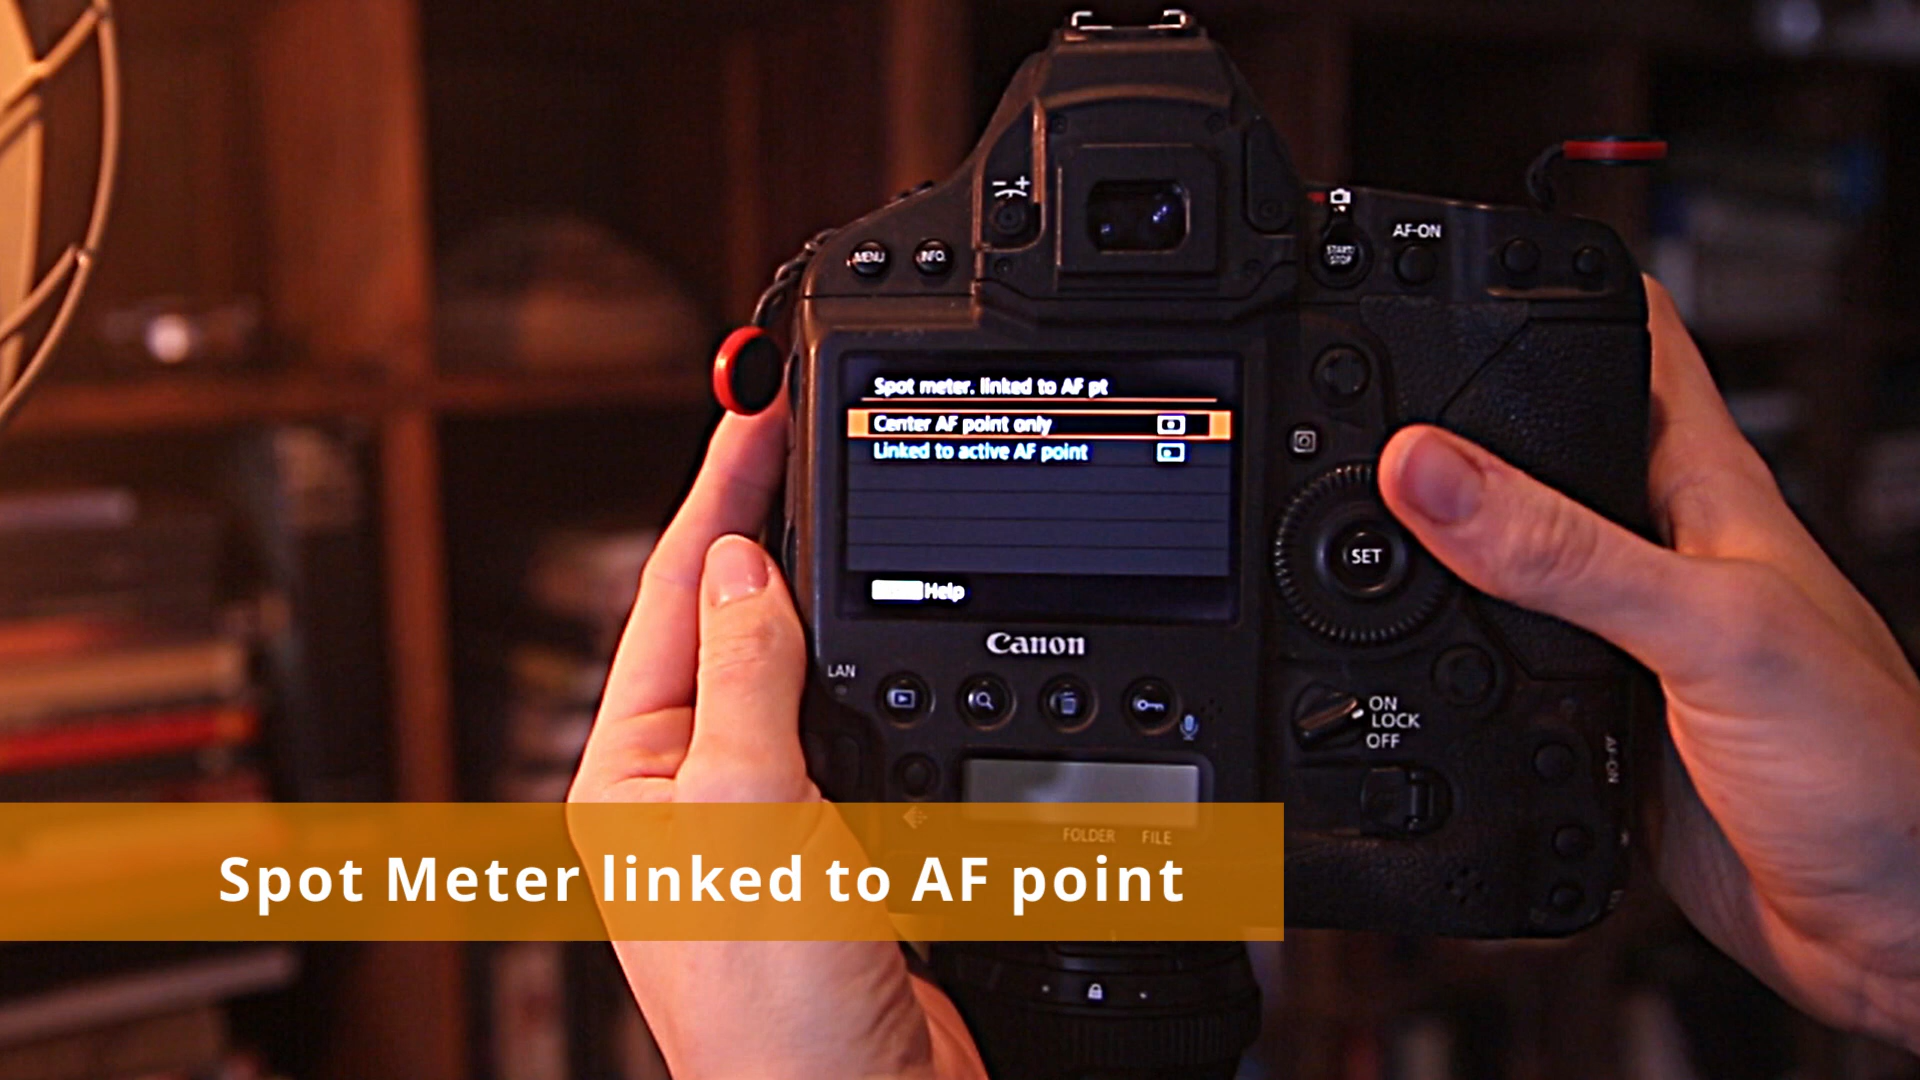 MENU
INFO.
START/
STOP
AF-ON
Spot meter. linked to AF pt
Center AF point only
Linked to active AF point
Help
Canon
SET
LAN
ON
LOCK
OFF
AF-ON
FOLDER FILE
Spot Meter linked to AF point